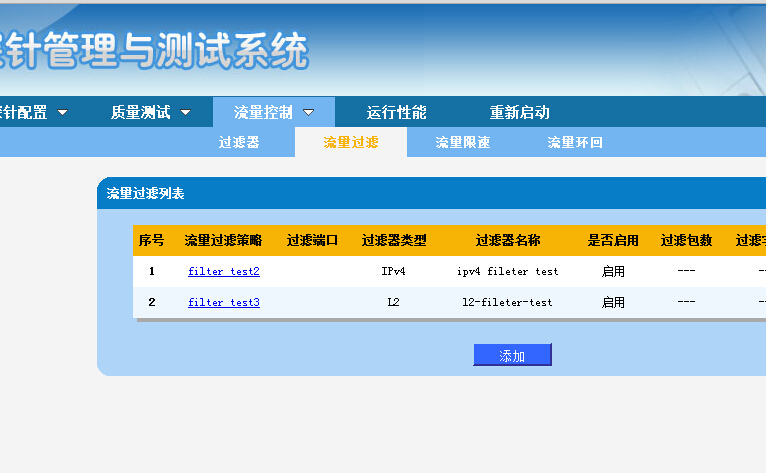 针管理与测试系统
针配置 质量测试 流量控制 运行性能 重新启动
过滤器 流量过滤 流量限速 流量环回
流量过滤列表
序号 流量过滤策略 过滤端口 过滤器类型 过滤器名称 是否启用 过滤包数 过滤
1 filter test2 IPv4 ipv4 fileter test 启用 --- --
2 filter test3 L2 l2-fileter-test 启用 --- --
添加